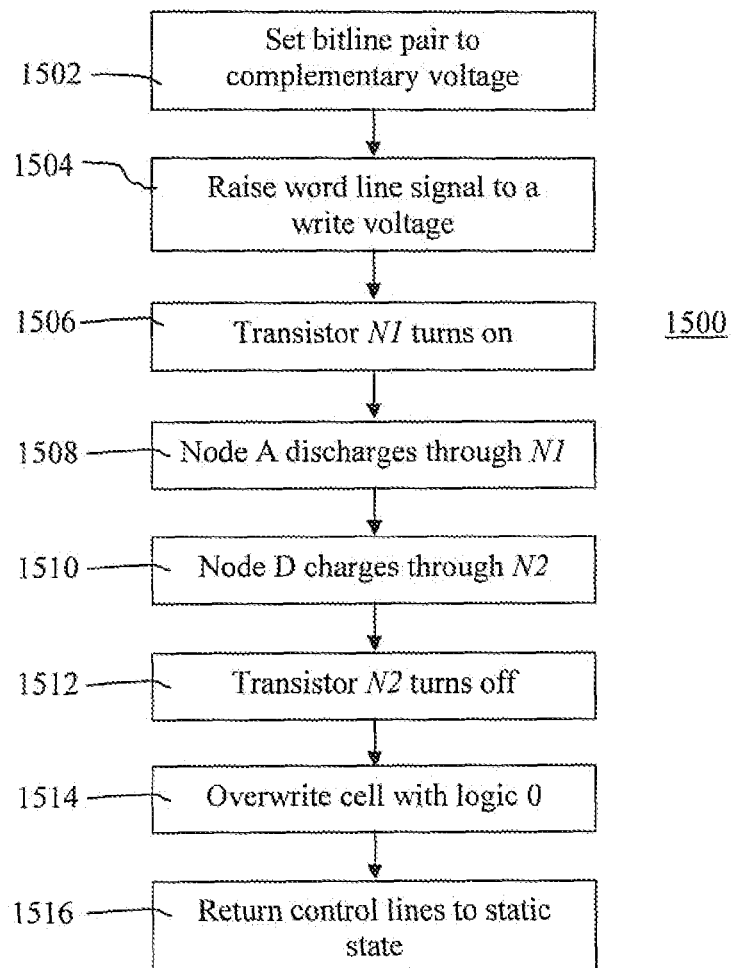 1502
Set bitline pair to
complementary voltage
1504
Raise word line signal to a
write voltage
1506
Transistor N1 turns on
1500
1508
Node A discharges through N1
1510
Node D charges through N2
1512
Transistor N2 turns off
1514
Overwrite cell with logic 0
1516
Return control lines to static
state